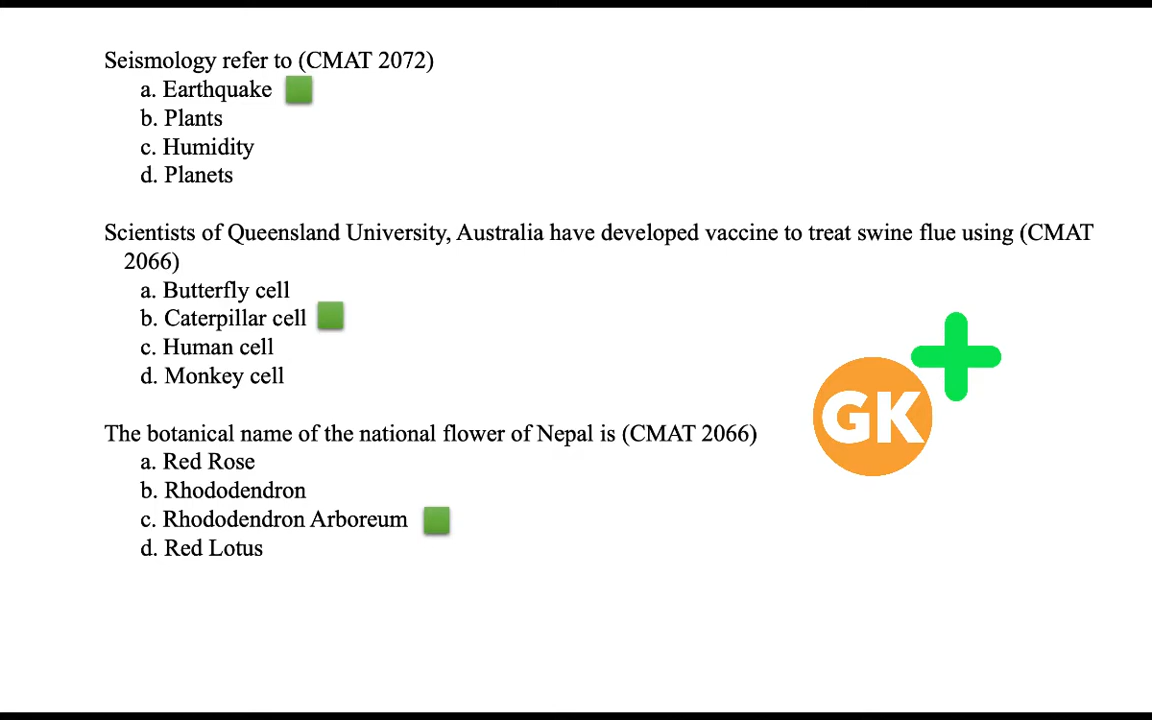 Seismology refer to (CMAT 2072)
a. Earthquake
b. Plants
c. Humidity
d. Planets
Scientists of Queensland University, Australia have developed vaccine to treat swine flue using (CMAT
2066)
a. Butterfly cell
b. Caterpillar cell
c. Human cell
d. Monkey cell
The botanical name of the national flower of Nepal is (CMAT 2066)
a. Red Rose
b. Rhododendron
c. Rhododendron Arboreum
d. Red Lotus
GK